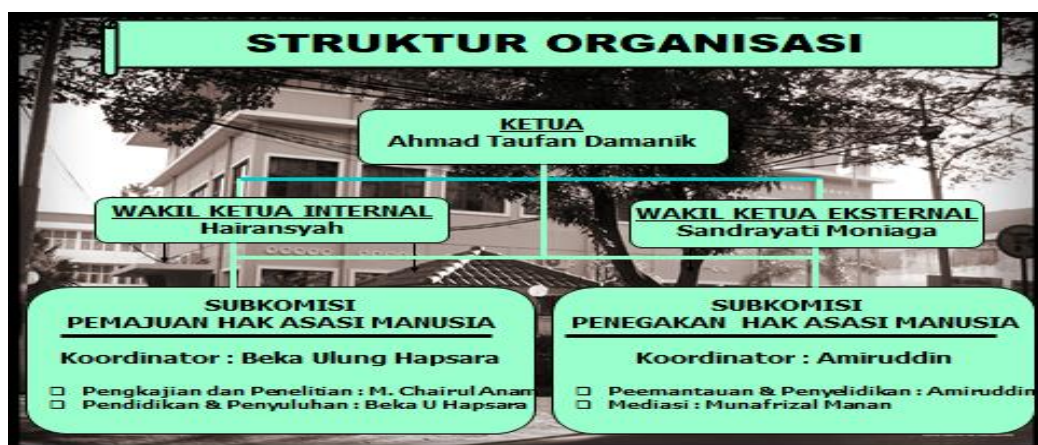 STRUKTUR ORGANISASI
KETUA
Ahmad Taufan Damanik
WAKIL KETUA INTERNAL
Hairansyah
WAKIL KETUA EKSTERNAL
Sandrayati Moniaga
SUBKOMISI
PEMAJUAN HAK ASASI MANUSIA
Koordinator : Beka Ulung Hapsara
❑ Pengkajian dan Penelitian : M. Chairul Anam
❑ Pendidikan & Penyuluhan : Beka U Hapsara
SUBKOMISI
PENEGAKAN HAK ASASI MANUSIA
Koordinator : Amiruddin
❑ Peemantauan & Penyelidikan : Amiruddin
❑ Mediasi : Munafrizal Manan